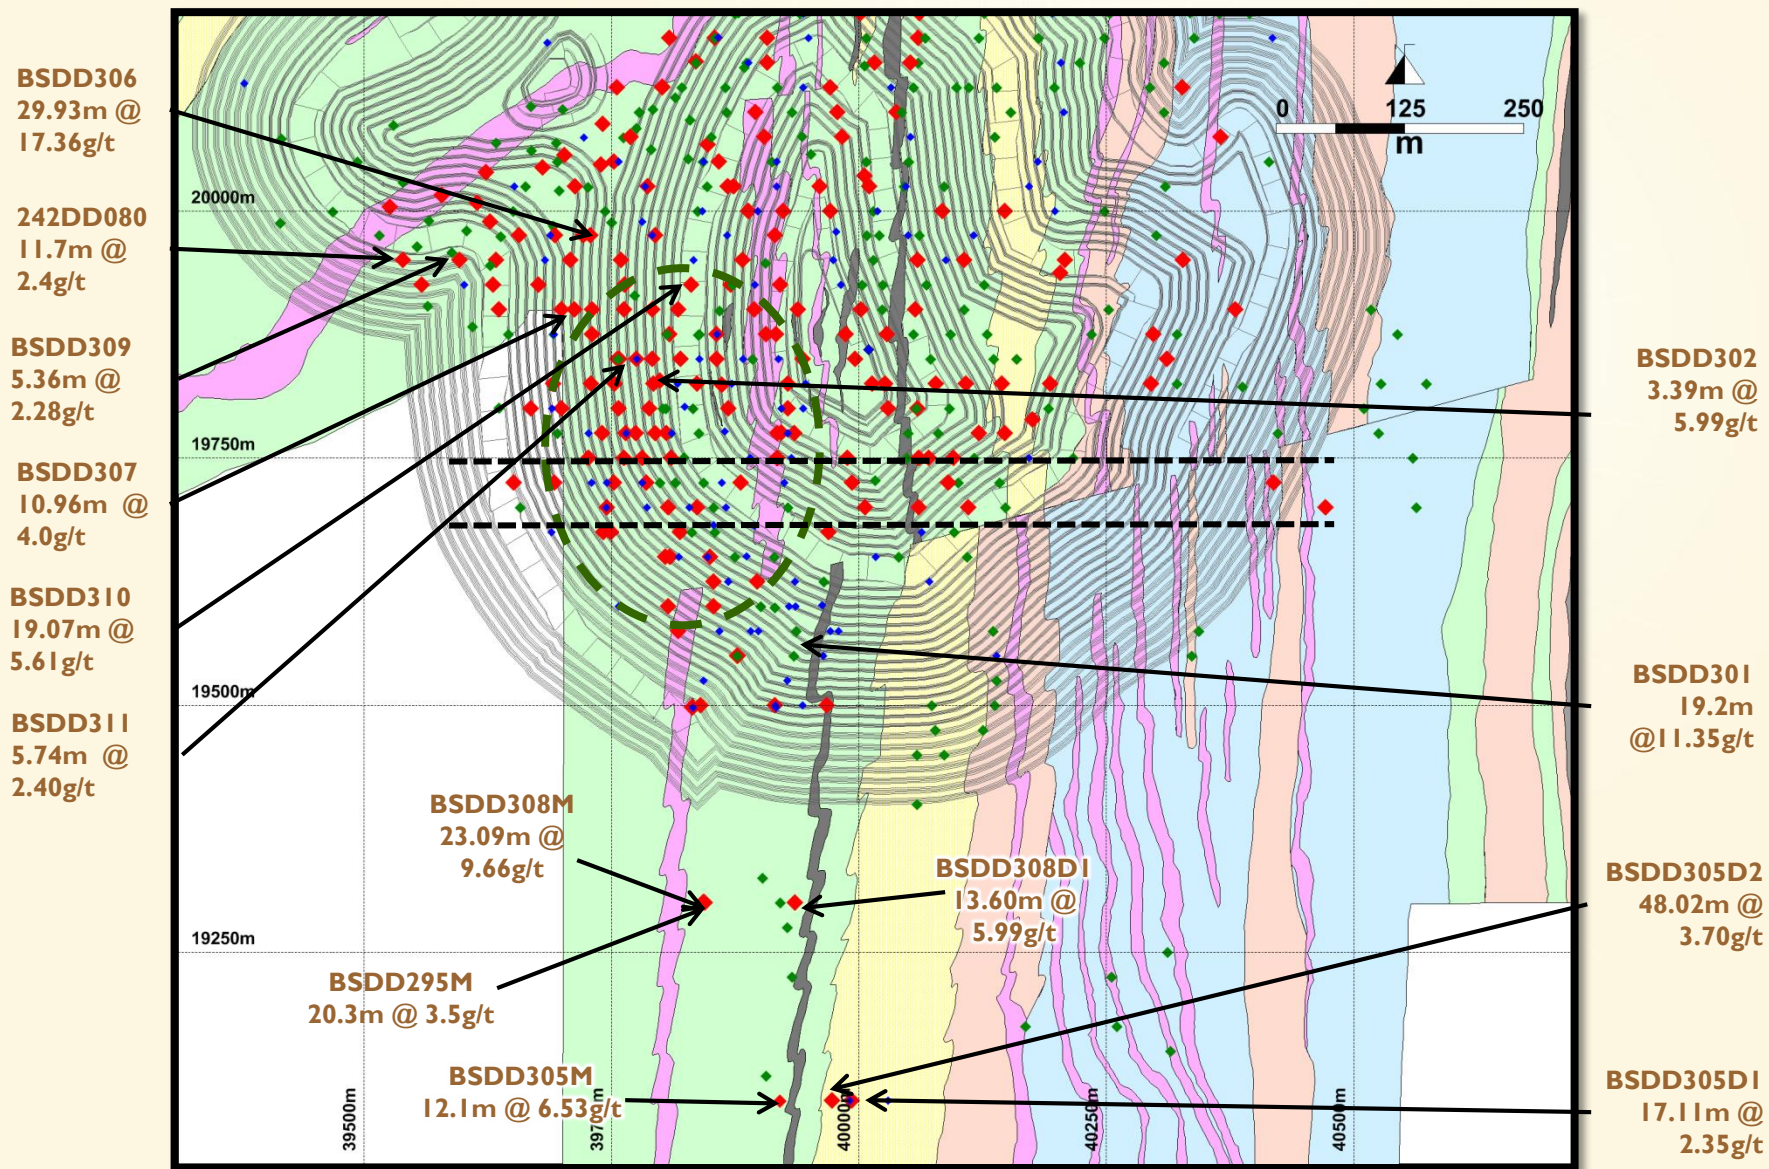 BSDD306
29.93m @
17.36g/t
242DD080
11.7m @
2.4g/t
BSDD309
5.36m @
2.28g/t
BSDD307
10.96m @
4.0g/t
BSDD310
19.07m @
5.61g/t
BSDD311
5.74m @
2.40g/t
0 125 250
m
20000m
19750m
19500m
19250m
BSDD308M
23.09m @
9.66g/t
BSDD308D1
13.60m @
5.99g/t
BSDD295M
20.3m @ 3.5g/t
BSDD305M
12.1m @ 6.53g/t
39500m
40000m
40250m
40500m
BSDD302
3.39m @
5.99g/t
BSDD301
19.2m
@11.35g/t
BSDD305D2
48.02m @
3.70g/t
BSDD305D1
17.11m @
2.35g/t